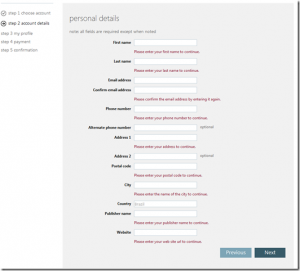 step 1 choose account
step 2 account details
step 3 my profile
step 4 payment
step 5 confirmation
personal details
note: all fields are required except when noted
First name
Please enter your first name to continue.
Last name
Please enter your last name to continue.
Email address
Confirm email address
Please confirm the email address by entering it again.
Phone number
Please enter your phone number to continue.
Alternate phone number
optional
Address 1
Please enter your address to continue.
Address 2
optional
Postal code
Please enter your postal code to continue.
City
Please enter the name of the city to continue.
Country
Brazil
Publisher name
Please enter your publisher name to continue.
Website
Please enter your web site url to continue.
Previous
Next